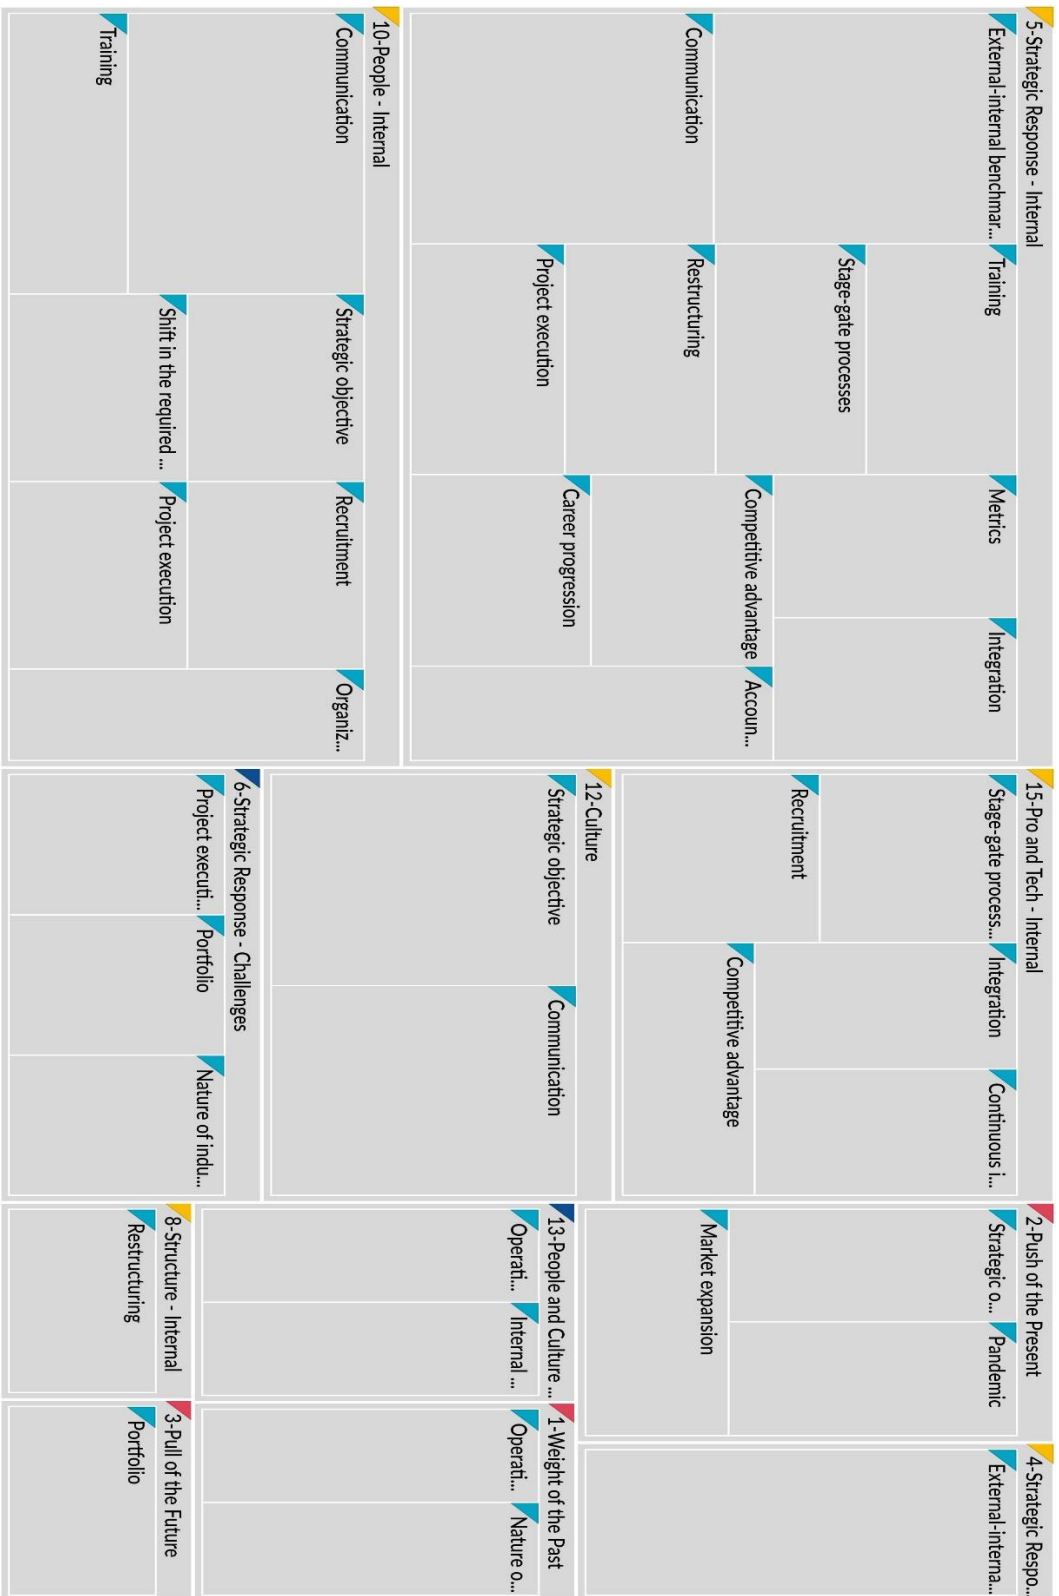 5-Strategic Response - Internal
External-internal benchmar...
Communication
Training
Stage-gate processes
Restructuring
Project execution
Metrics
Integration
Competitive advantage
Career progression
Accoun...
10-People - Internal
Communication
Training
Strategic objective
Shift in the required ...
Recruitment
Project execution
Organiz...
15-Pro and Tech - Internal
Stage-gate process...
Recruitment
Integration
Continuous i...
Competitive advantage
12-Culture
Strategic objective
Communication
6-Strategic Response - Challenges
Project executi...
Portfolio
Nature of indu...
2-Push of the Present
Strategic o...
Pandemic
Market expansion
4-Strategic Respo...
External-interna...
13-People and Culture ...
Operati...
Internal ...
1-Weight of the Past
Operati...
Nature o...
8-Structure - Internal
Restructuring
3-Pull of the Future
Portfolio